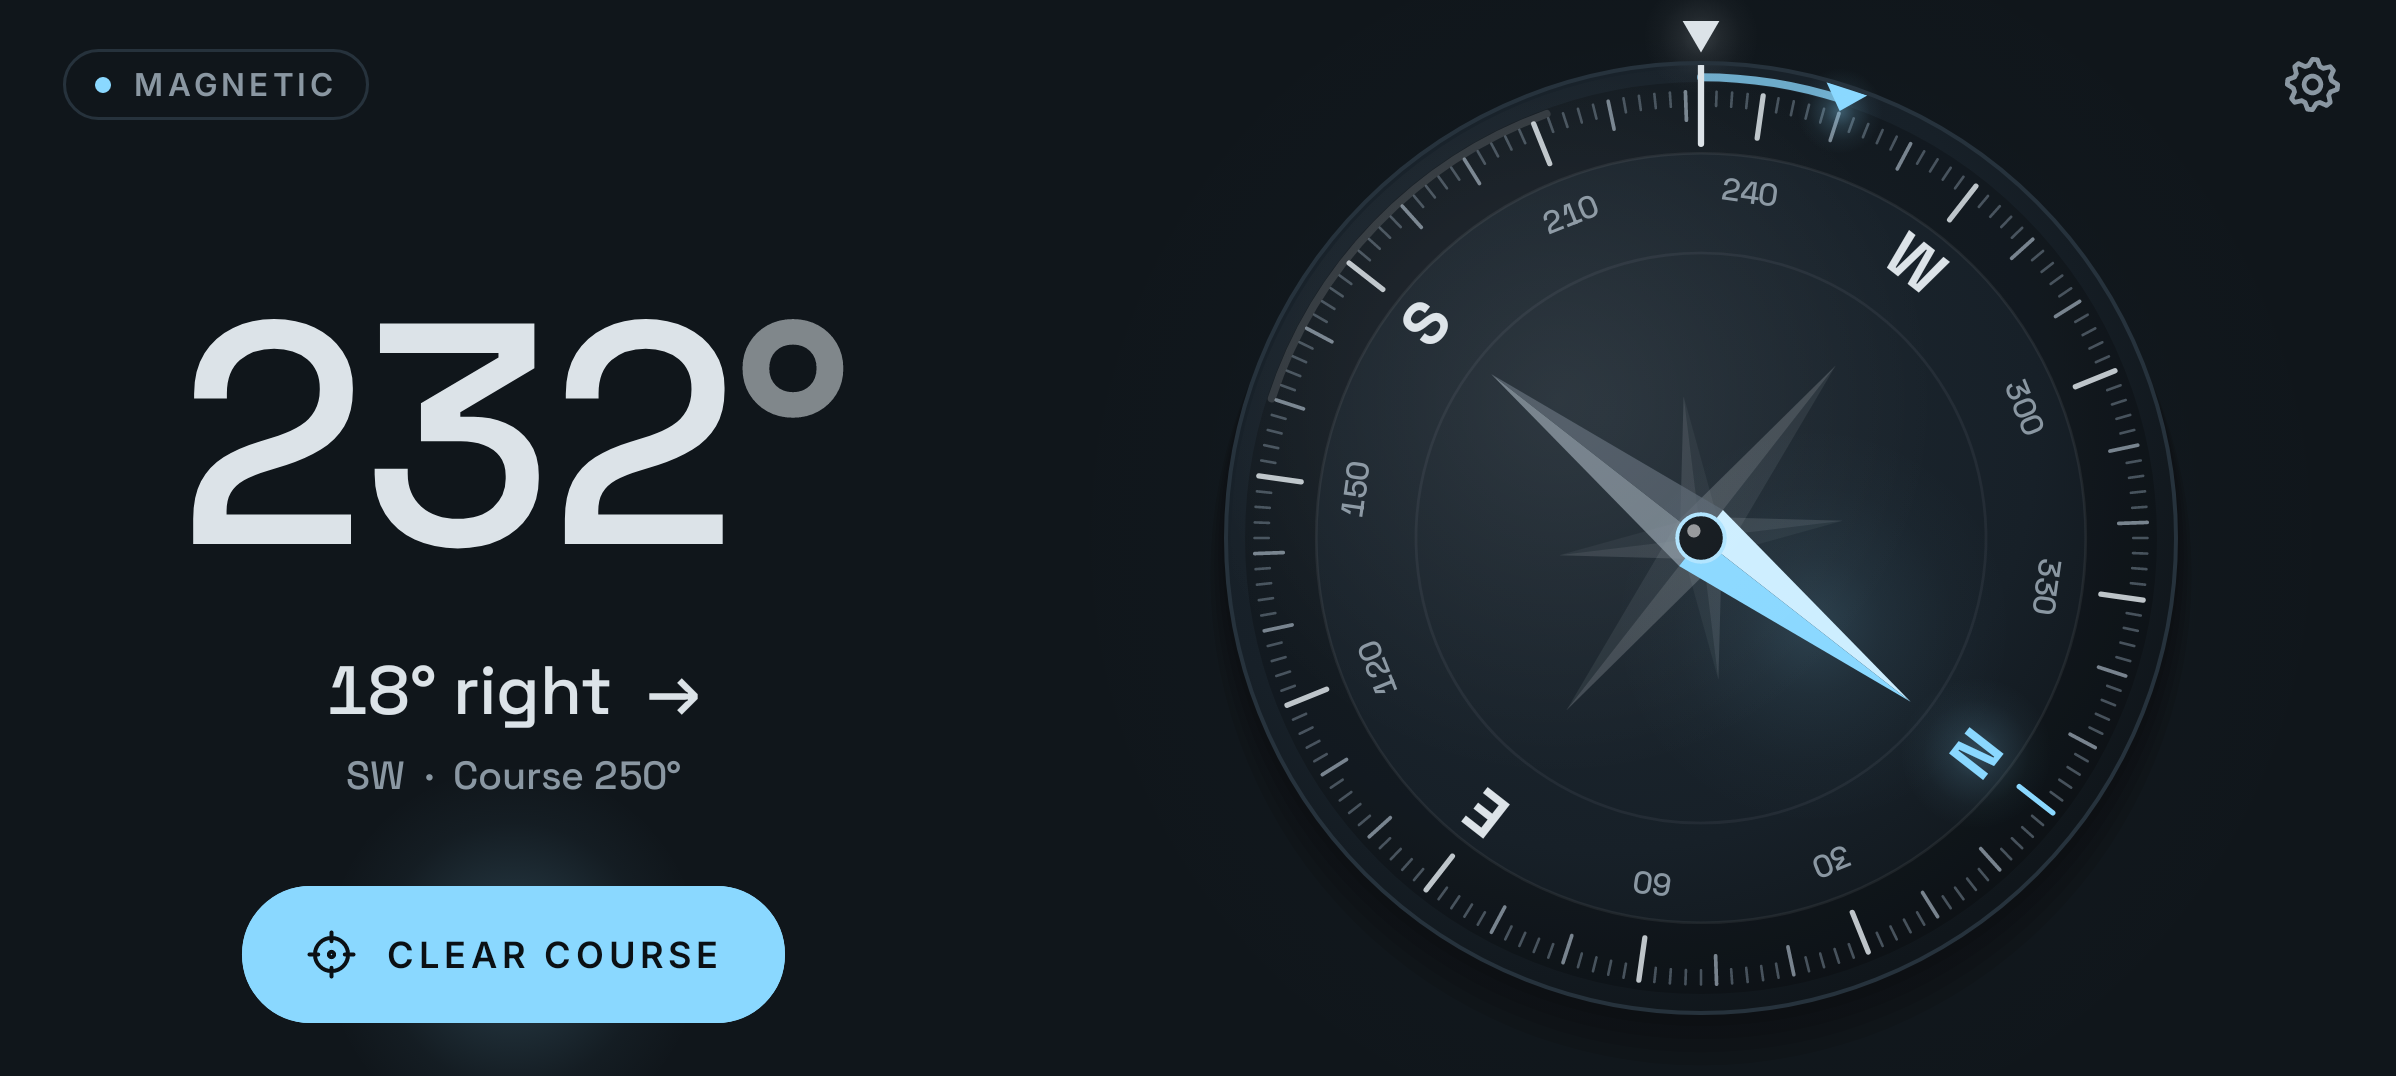 MAGNETIC
232°
18° right →
SW · Course 250°
CLEAR COURSE
240
W
300
330
N
30
60
E
120
150
S
210